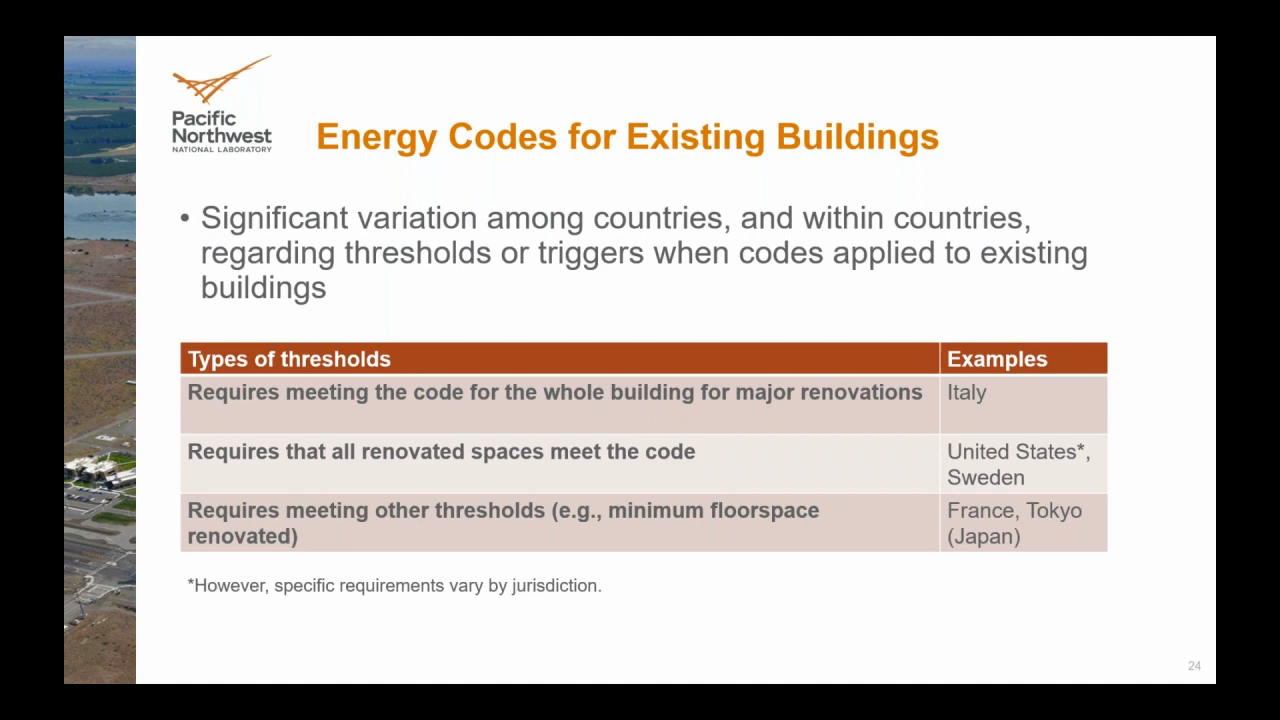 Pacific
Northwest
NATIONAL LABORATORY
Energy Codes for Existing Buildings
• Significant variation among countries, and within countries,
regarding thresholds or triggers when codes applied to existing
buildings
Types of thresholds
Examples
Requires meeting the code for the whole building for major renovations
Italy
Requires that all renovated spaces meet the code
United States*,
Sweden
Requires meeting other thresholds (e.g., minimum floorspace
renovated)
France, Tokyo
(Japan)
*However, specific requirements vary by jurisdiction.
24